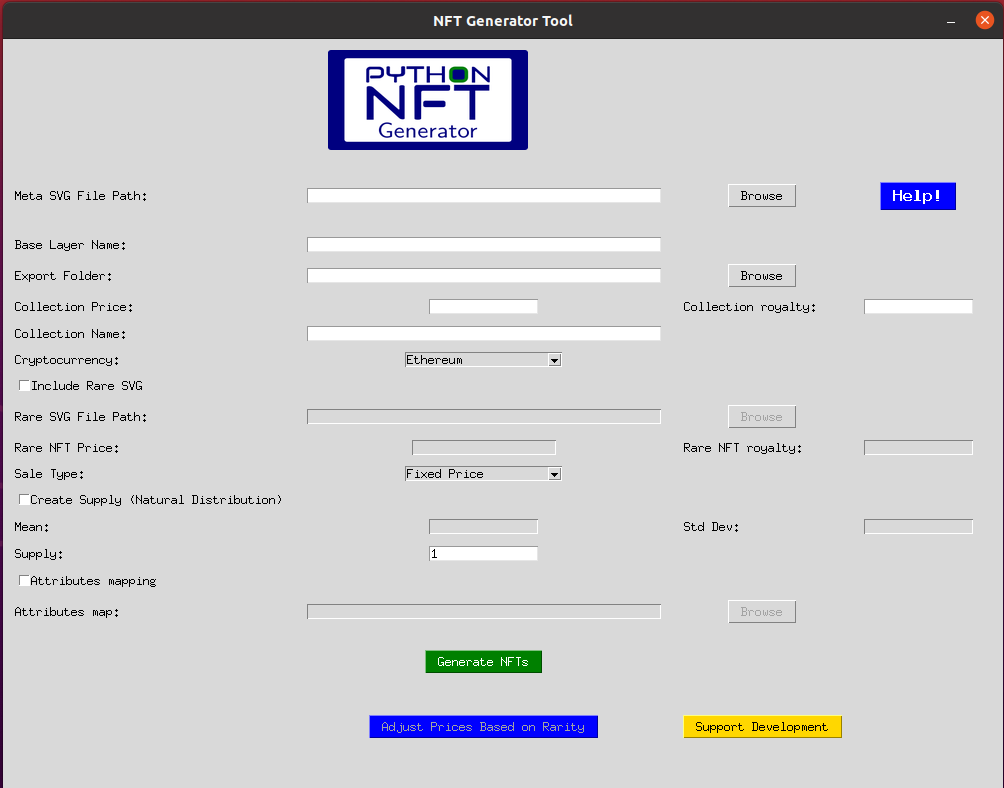 NFT Generator Tool
PYTHON
NFT
Generator
Meta SVG File Path: Browse Help!
Base Layer Name:
Export Folder: Browse
Collection Price: Collection royalty:
Collection Name:
Cryptocurrency: Ethereum
Include Rare SVG
Rare SVG File Path: Browse
Rare NFT Price: Rare NFT royalty:
Sale Type: Fixed Price
Create Supply (Natural Distribution)
Mean: Std Dev:
Supply: 1
Attributes mapping
Attributes map: Browse
Generate NFTs
Adjust Prices Based on Rarity Support Development